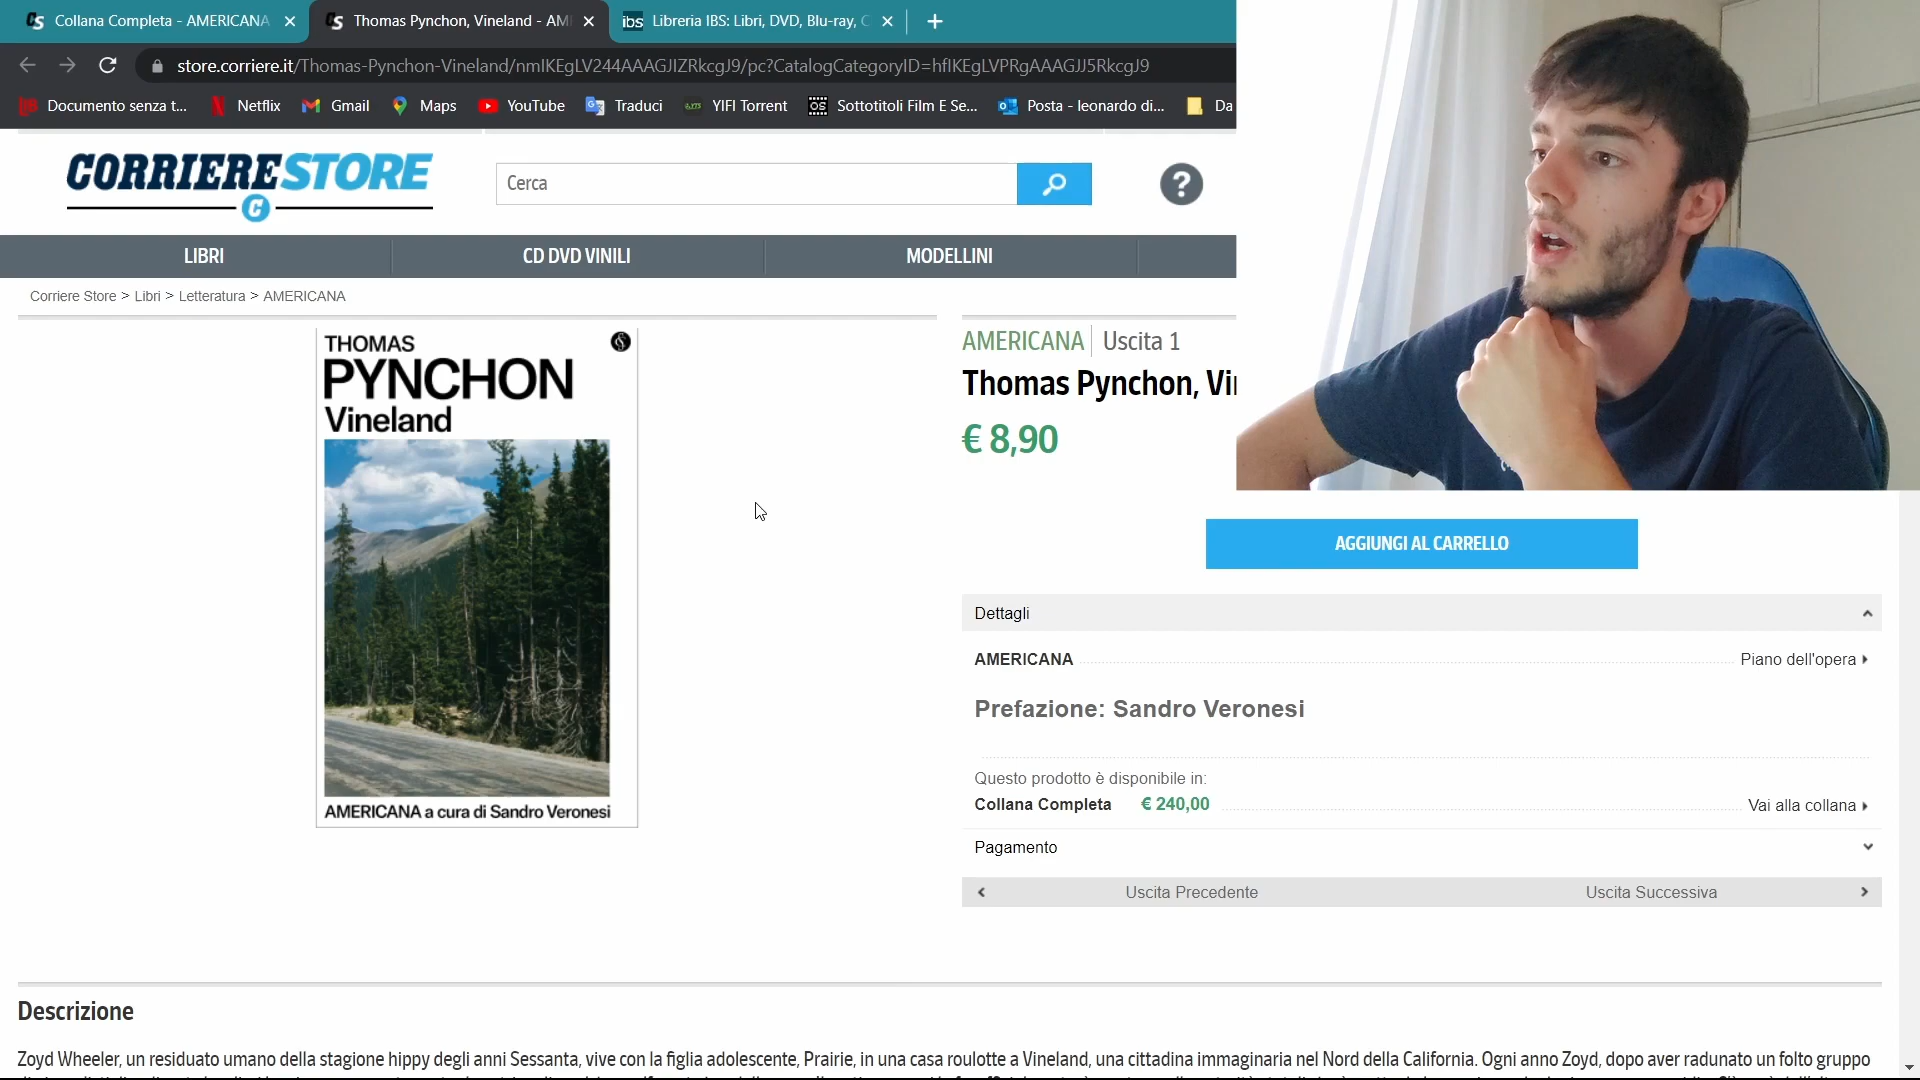 Collana Completa - AMERICANA
Thomas Pynchon, Vineland - AM
ibs Libreria IBS: Libri, DVD, Blu-ray, C
store.corriere.it/Thomas-Pynchon-Vineland/nmIKEgLV244AAAGJIZRkcgJ9/pc?CatalogCategoryID=hfIKEgLVPRgAAAGJJ5RkcgJ9
Documento senza t... Netflix Gmail Maps YouTube Traduci YIFI Torrent OS Sottotitoli Film E Se... Posta - leonardo di... Da
CORRIERESTORE
C
Cerca
?
LIBRI CD DVD VINILI MODELLINI
Corriere Store > Libri > Letteratura > AMERICANA
THOMAS
PYNCHON
Vineland
AMERICANA a cura di Sandro Veronesi
AMERICANA Uscita 1
Thomas Pynchon, Vi
€ 8,90
AGGIUNGI AL CARRELLO
Dettagli
AMERICANA Piano dell'opera
Prefazione: Sandro Veronesi
Questo prodotto è disponibile in:
Collana Completa € 240,00 Vai alla collana
Pagamento
Uscita Precedente Uscita Successiva
Descrizione
Zoyd Wheeler, un residuato umano della stagione hippy degli anni Sessanta, vive con la figlia adolescente, Prairie, in una casa roulotte a Vineland, una cittadina immaginaria nel Nord della California. Ogni anno Zoyd, dopo aver radunato un folto gruppo